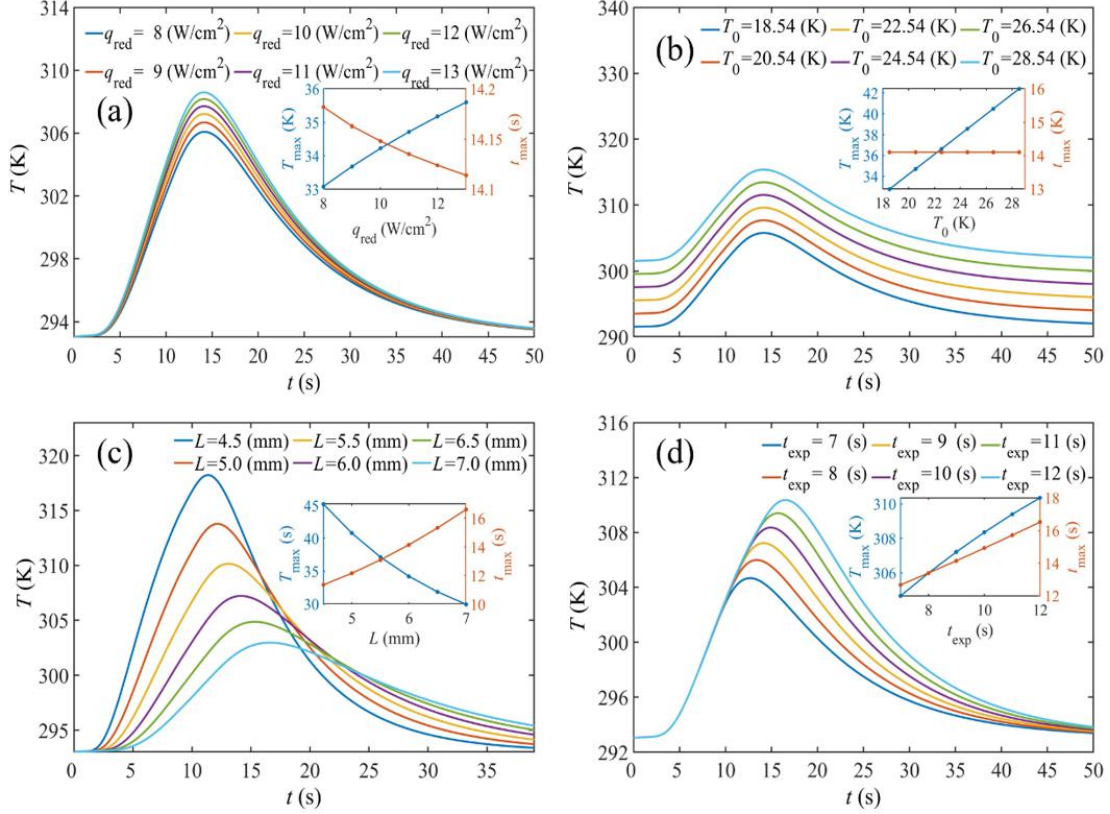 314
310
306
302
298
294
T (K)
q_red = 8 (W/cm²) q_red = 10 (W/cm²) q_red = 12 (W/cm²)
q_red = 9 (W/cm²) q_red = 11 (W/cm²) q_red = 13 (W/cm²)
(a)
36
35
34
33
T_max (K)
14.2
14.15
14.1
t_max (s)
8 10 12
q_red (W/cm²)
0 5 10 15 20 25 30 35 40 45 50
t (s)
340
330
320
310
300
290
T (K)
(b)
T_0=18.54 (K) T_0=22.54 (K) T_0=26.54 (K)
T_0=20.54 (K) T_0=24.54 (K) T_0=28.54 (K)
42
40
38
36
34
T_max (K)
16
15
14
13
t_max (s)
18 20 22 24 26 28
T_0 (K)
0 5 10 15 20 25 30 35 40 45 50
t (s)
320
315
310
305
300
295
T (K)
(c)
L=4.5 (mm) L=5.5 (mm) L=6.5 (mm)
L=5.0 (mm) L=6.0 (mm) L=7.0 (mm)
45
40
35
30
T_max (s)
16
14
12
10
t_max (s)
5 6 7
L (mm)
0 5 10 15 20 25 30 35
t (s)
316
312
308
304
300
296
292
T (K)
(d)
t_exp = 7 (s) t_exp = 9 (s) t_exp=11 (s)
t_exp = 8 (s) t_exp=10 (s) t_exp=12 (s)
310
308
306
T_max (K)
18
16
14
12
t_max (s)
8 10 12
t_exp (s)
0 5 10 15 20 25 30 35 40 45 50
t (s)